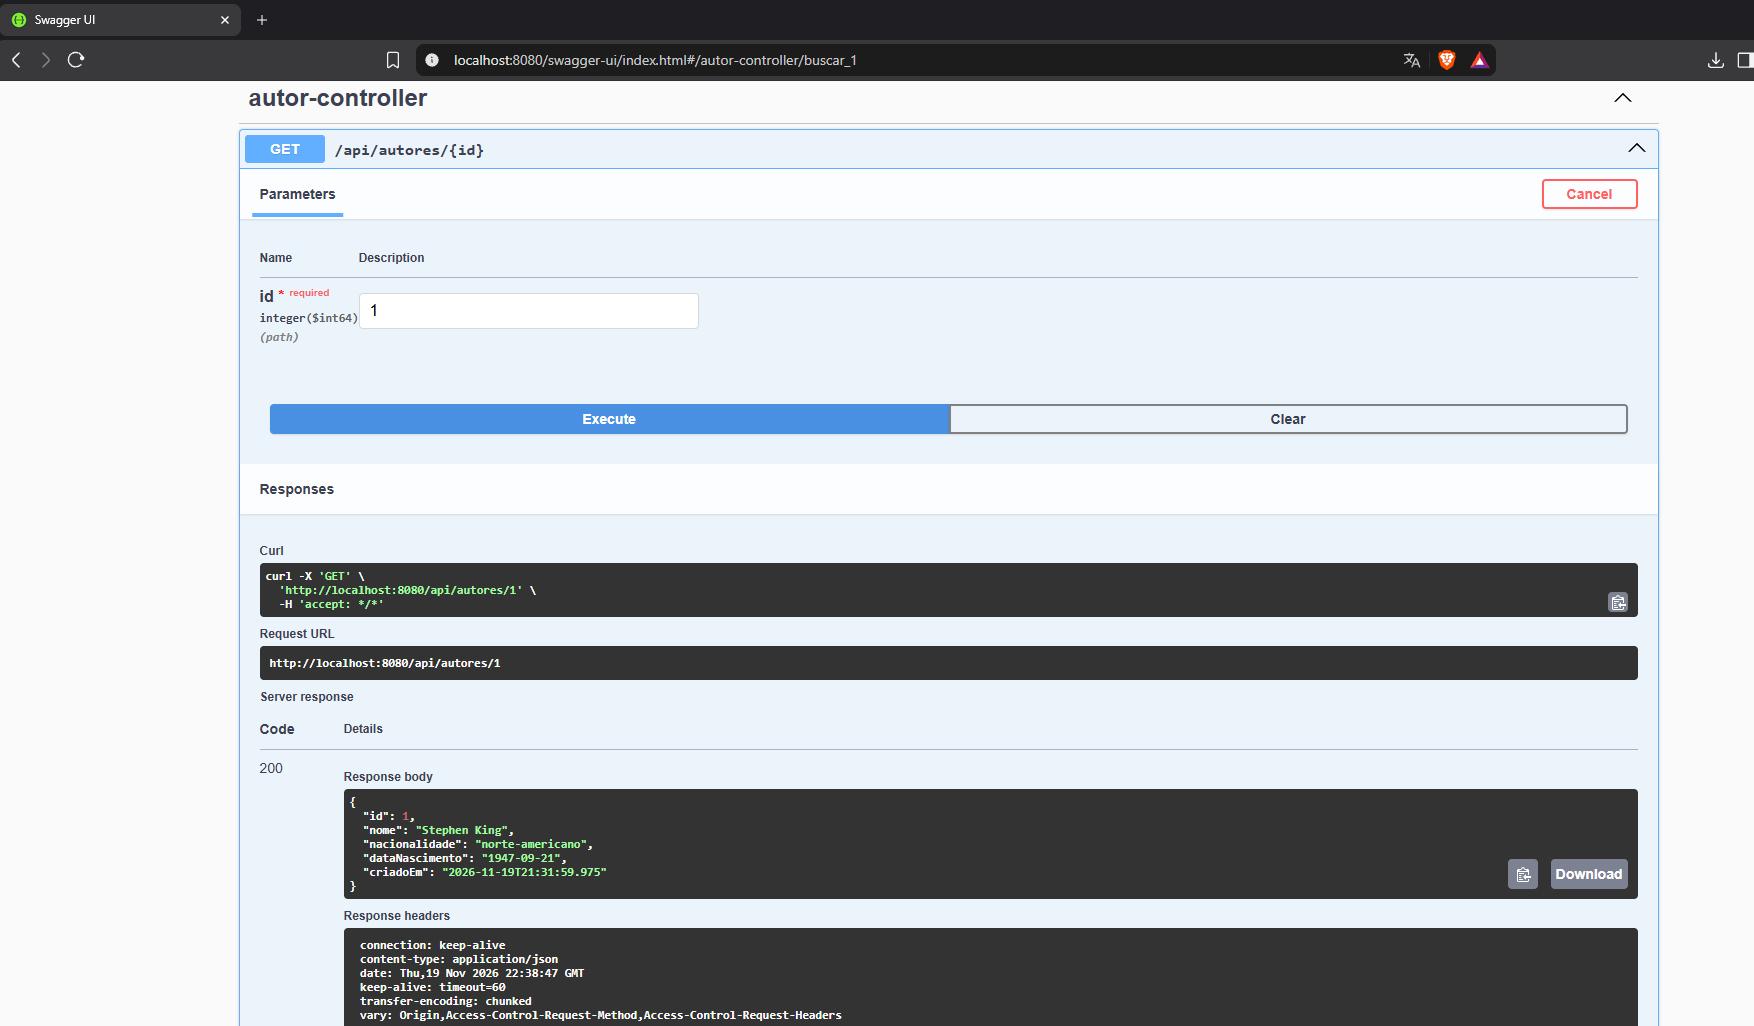 Swagger UI
localhost:8080/swagger-ui/index.html#/autor-controller/buscar_1
autor-controller
GET /api/autores/{id}
Parameters
Cancel
Name Description
id * required
integer($int64)
(path)
1
Execute
Clear
Responses
Curl
curl -X 'GET' \
'http://localhost:8080/api/autores/1' \
-H 'accept: */*'
Request URL
http://localhost:8080/api/autores/1
Server response
Code Details
200
Response body
{
"id": 1,
"nome": "Stephen King",
"nacionalidade": "norte-americano",
"dataNascimento": "1947-09-21",
"criadoEm": "2026-11-19T21:31:59.975"
}
Download
Response headers
connection: keep-alive
content-type: application/json
date: Thu,19 Nov 2026 22:38:47 GMT
keep-alive: timeout=60
transfer-encoding: chunked
vary: Origin,Access-Control-Request-Method,Access-Control-Request-Headers